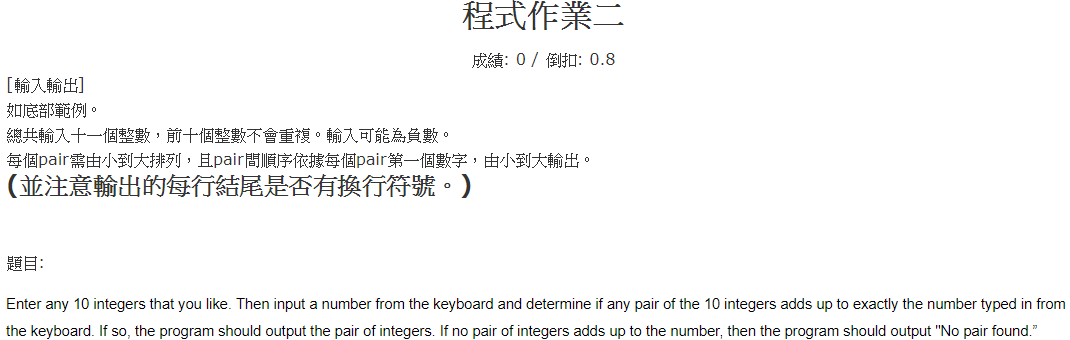 程式作業二
成績: 0 / 倒扣: 0.8
[輸入輸出]
如底部範例。
總共輸入十一個整數，前十個整數不會重複。輸入可能為負數。
每個pair需由小到大排列，且pair間順序依據每個pair第一個數字，由小到大輸出。
(並注意輸出的每行結尾是否有換行符號。)
題目:
Enter any 10 integers that you like. Then input a number from the keyboard and determine if any pair of the 10 integers adds up to exactly the number typed in from
the keyboard. If so, the program should output the pair of integers. If no pair of integers adds up to the number, then the program should output "No pair found.”